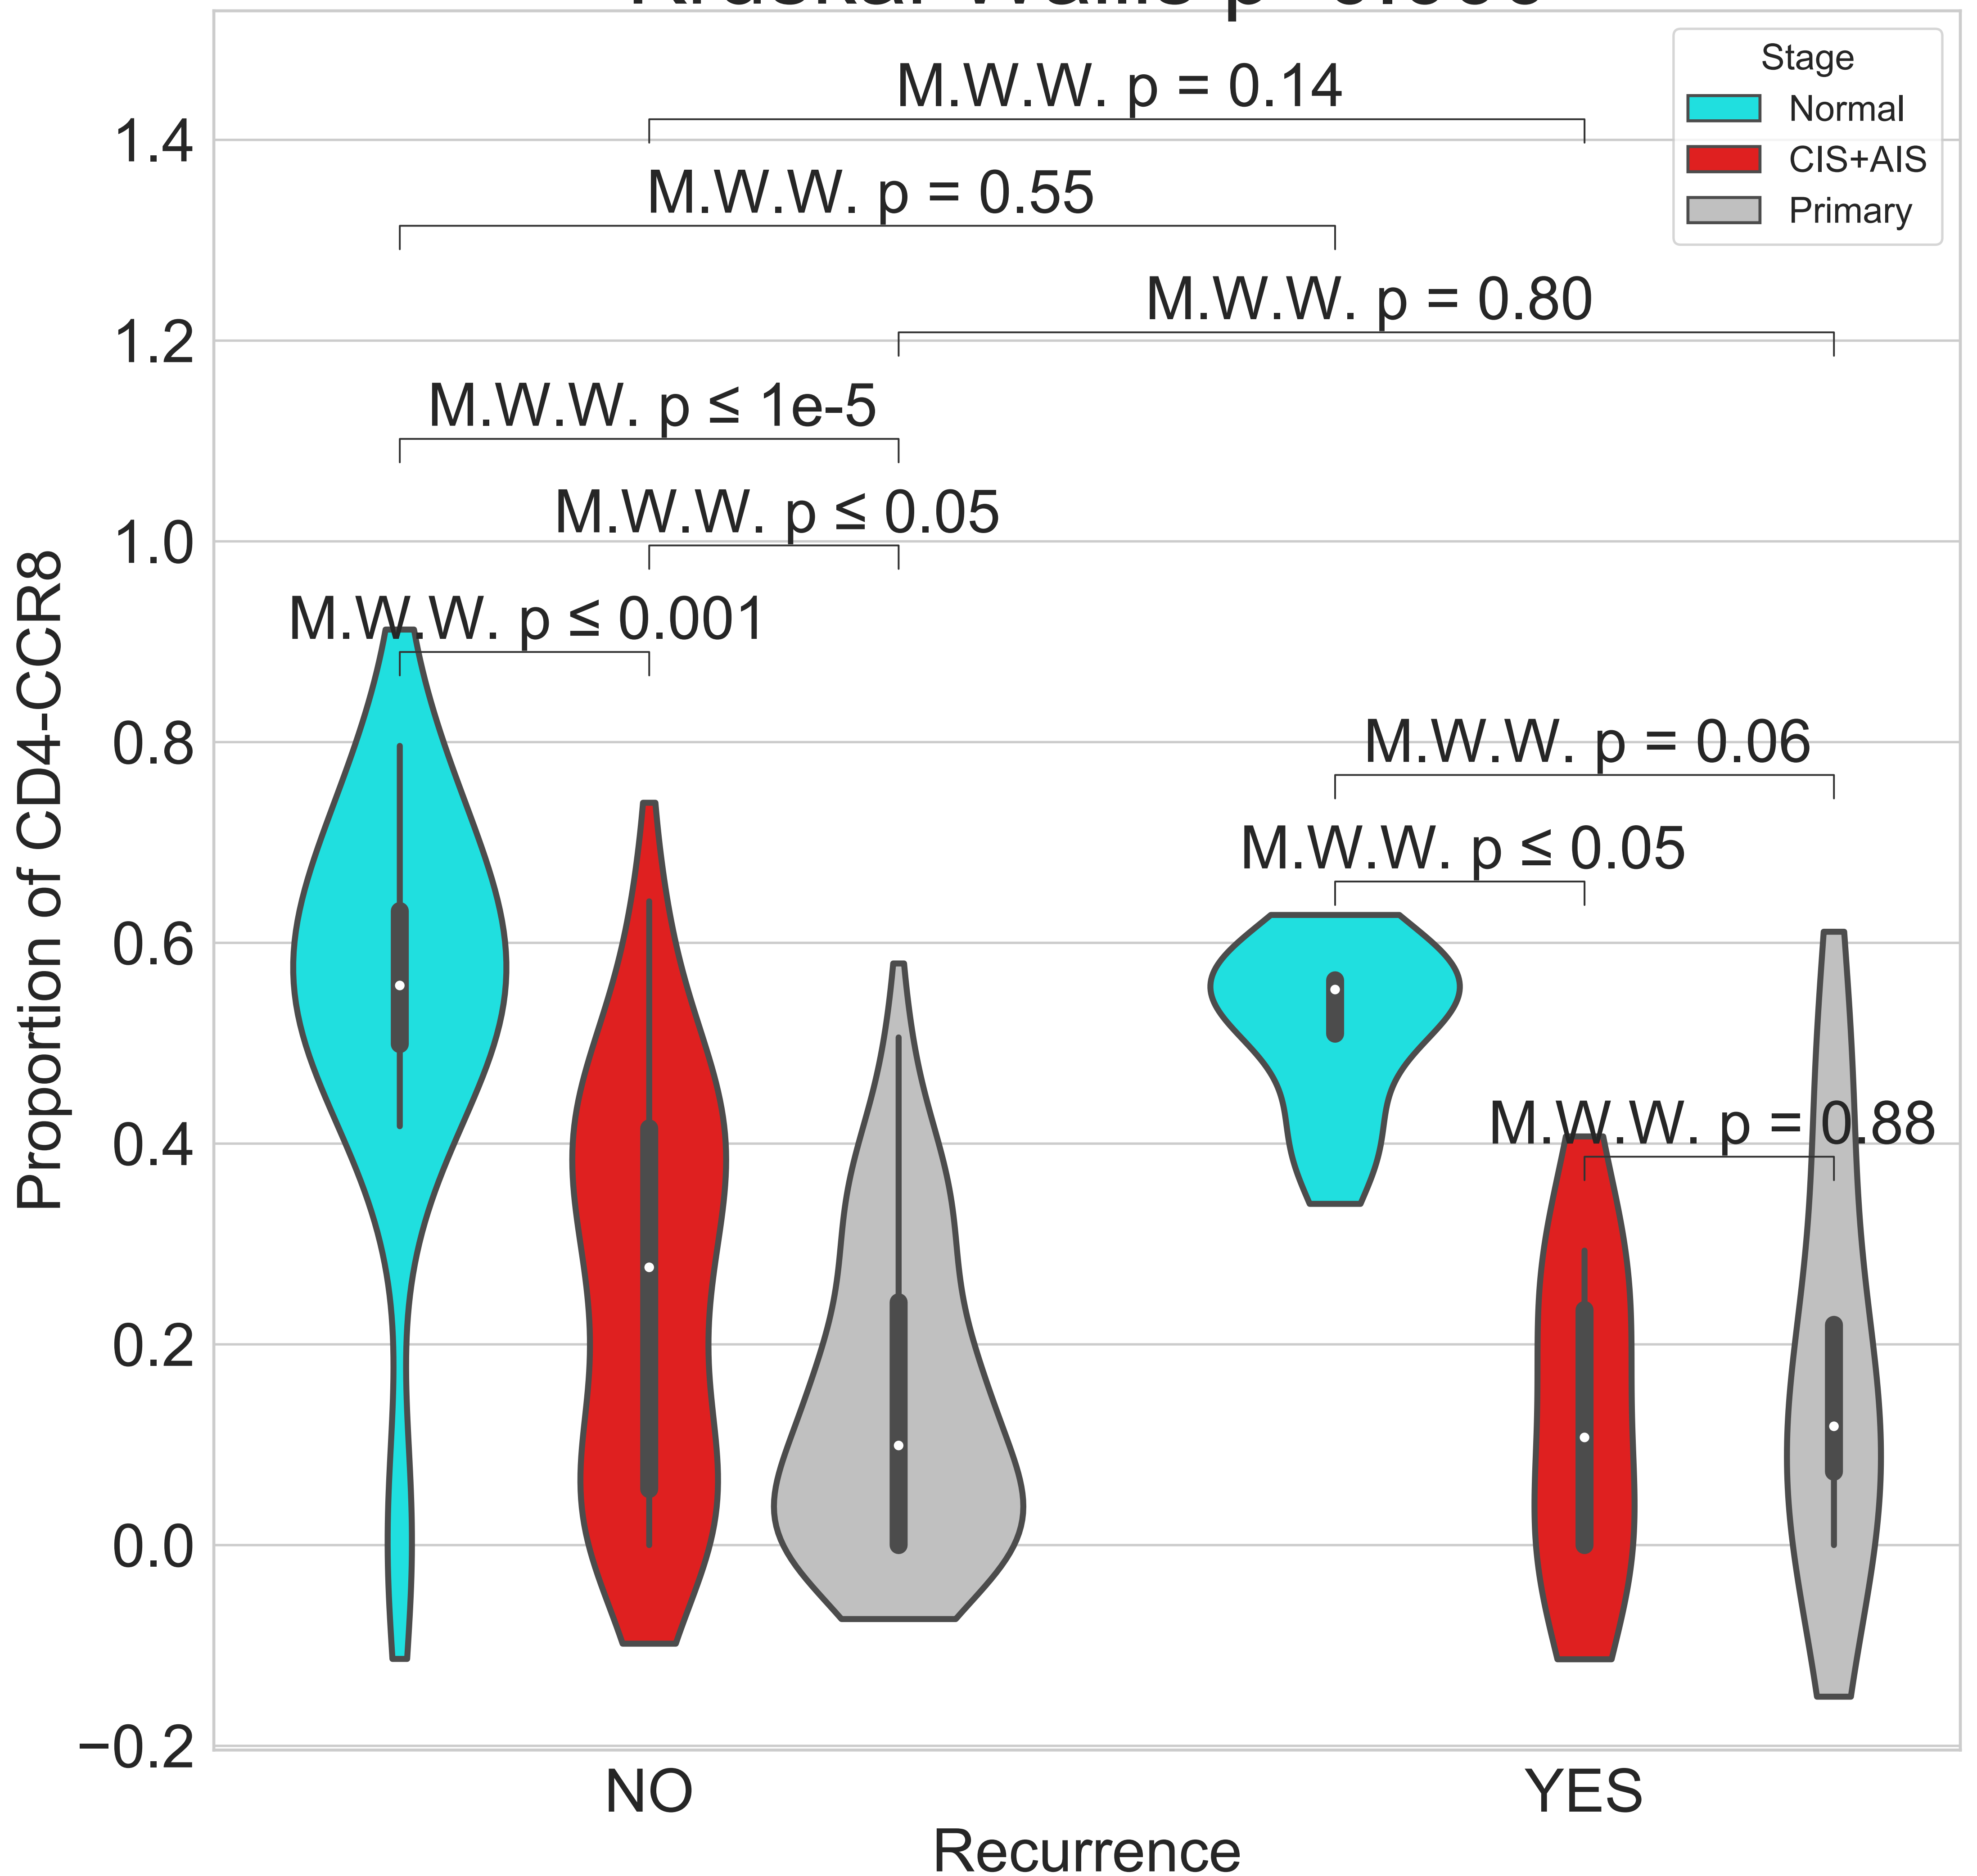 Stage
Normal
CIS+AIS
Primary
M.W.W. p = 0.14
M.W.W. p = 0.55
M.W.W. p = 0.80
M.W.W. p ≤ 1e-5
M.W.W. p ≤ 0.05
M.W.W. p ≤ 0.001
M.W.W. p = 0.06
M.W.W. p ≤ 0.05
M.W.W. p = 0.88
1.4
1.2
1.0
0.8
0.6
0.4
0.2
0.0
−0.2
Proportion of CD4-CCR8
NO
YES
Recurrence